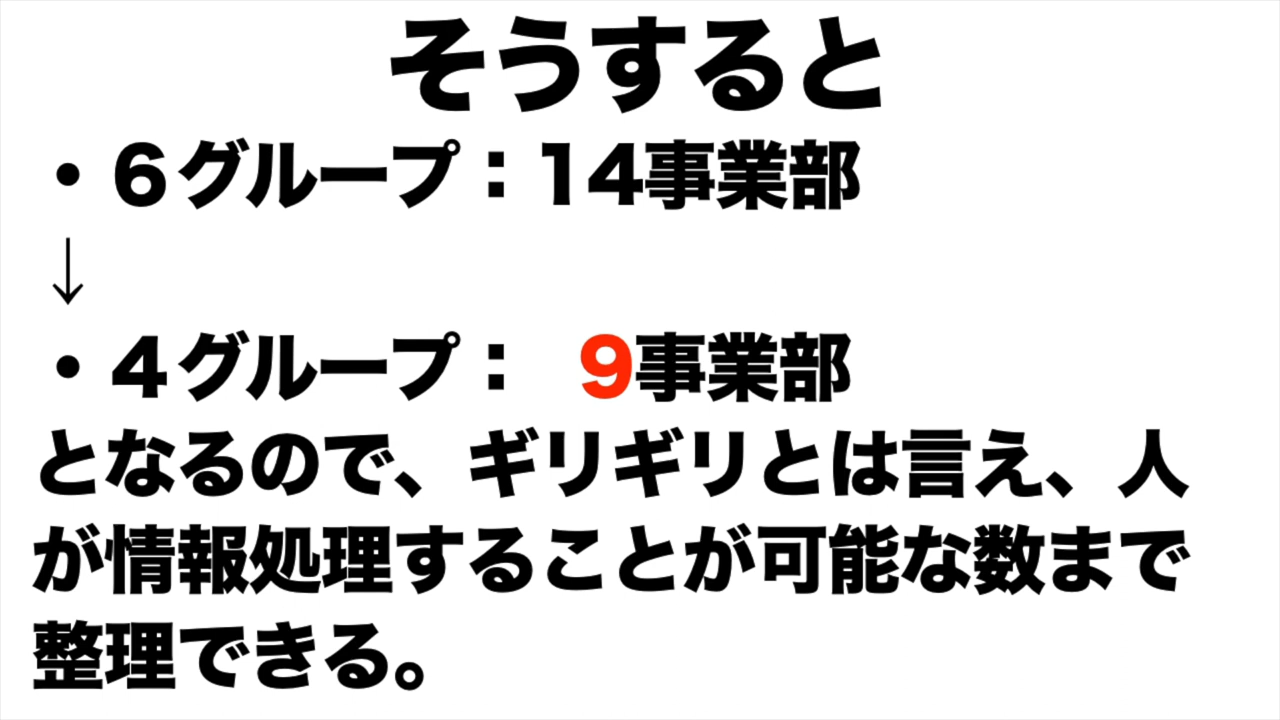 そうすると
・６グループ：14事業部
↓
・４グループ：　9事業部
となるので、ギリギリとは言え、人
が情報処理することが可能な数まで
整理できる。